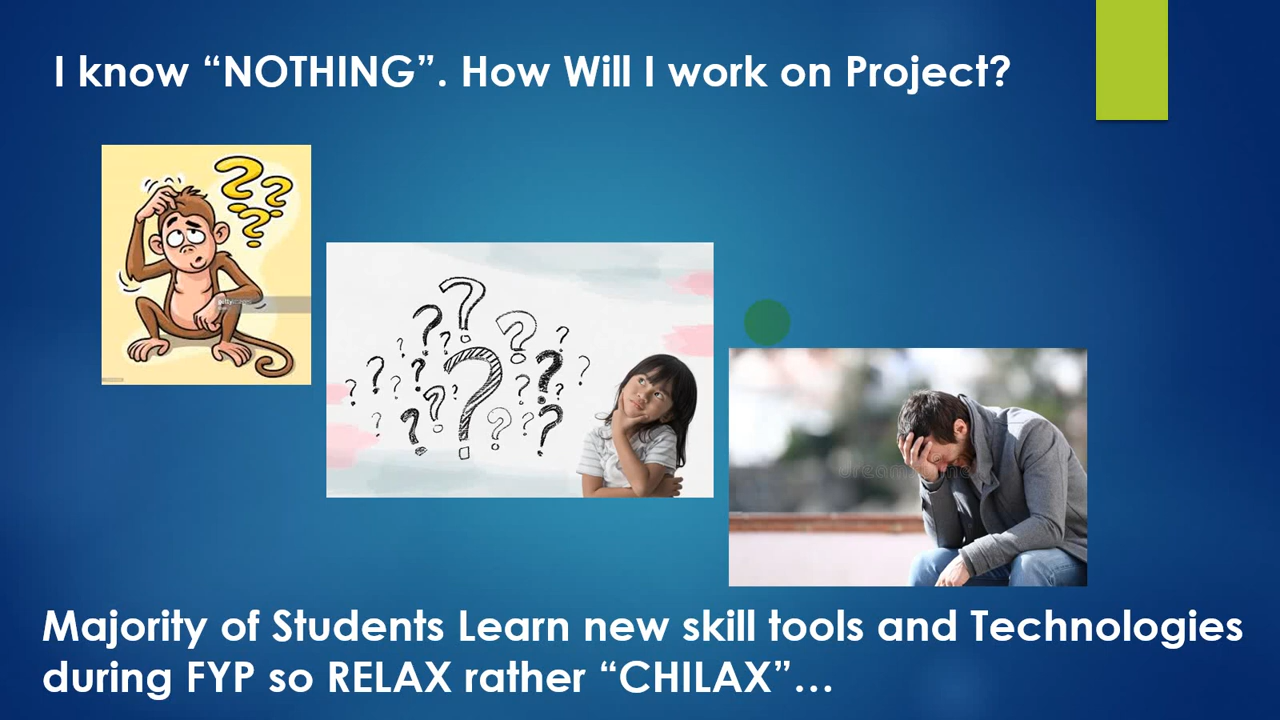 I know “NOTHING”. How Will I work on Project?
Majority of Students Learn new skill tools and Technologies
during FYP so RELAX rather “CHILAX”…